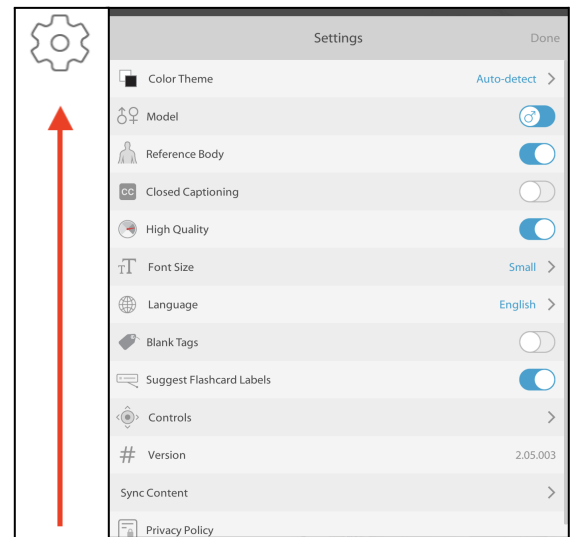 Settings Done
Color Theme Auto-detect
Model
Reference Body
CC Closed Captioning
High Quality
TT Font Size Small
Language English
Blank Tags
Suggest Flashcard Labels
Controls
# Version 2.05.003
Sync Content
Privacy Policy